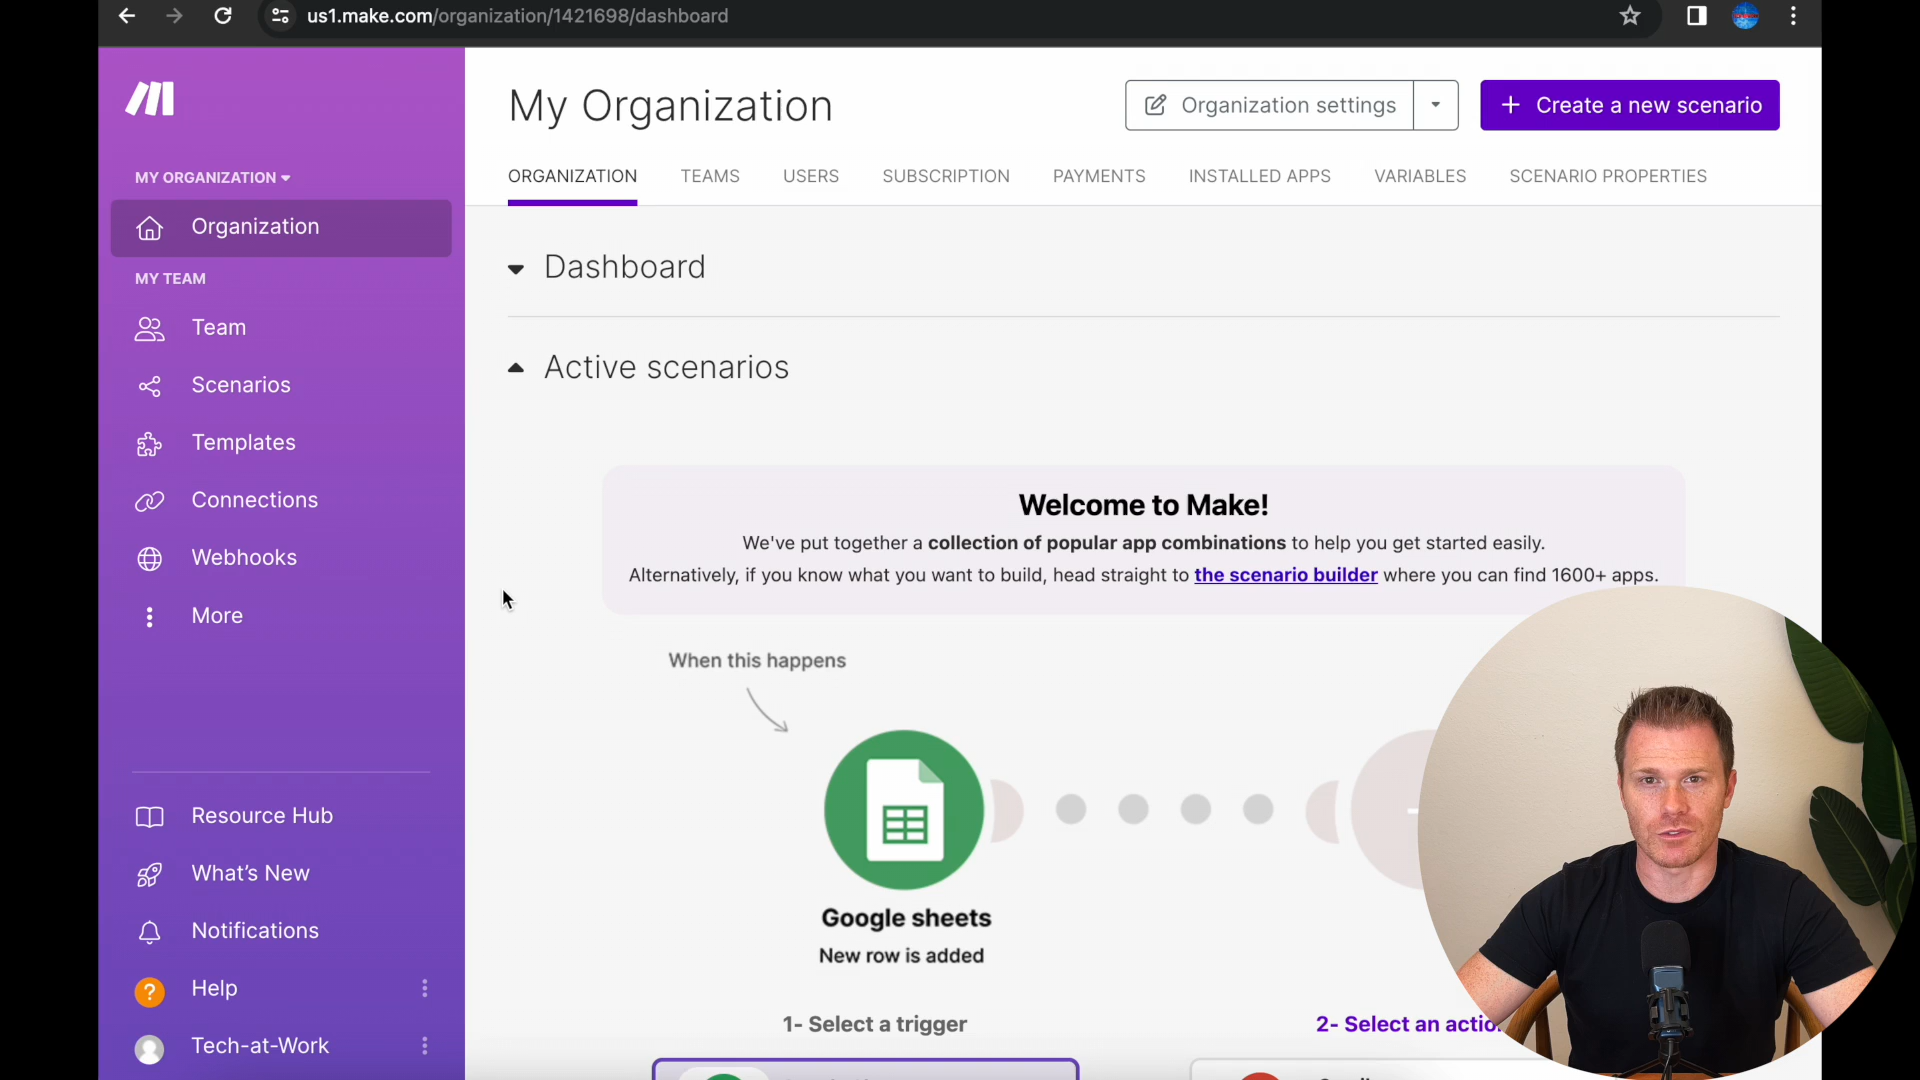 us1.make.com/organization/1421698/dashboard
My Organization
Organization settings
Create a new scenario
MY ORGANIZATION
ORGANIZATION
TEAMS
USERS
SUBSCRIPTION
PAYMENTS
INSTALLED APPS
VARIABLES
SCENARIO PROPERTIES
Organization
MY TEAM
Team
Scenarios
Templates
Connections
Webhooks
More
Resource Hub
What's New
Notifications
? Help
Tech-at-Work
Dashboard
Active scenarios
Welcome to Make!
We've put together a collection of popular app combinations to help you get started easily.
Alternatively, if you know what you want to build, head straight to the scenario builder where you can find 1600+ apps.
When this happens
Google sheets
New row is added
1- Select a trigger
2- Select an